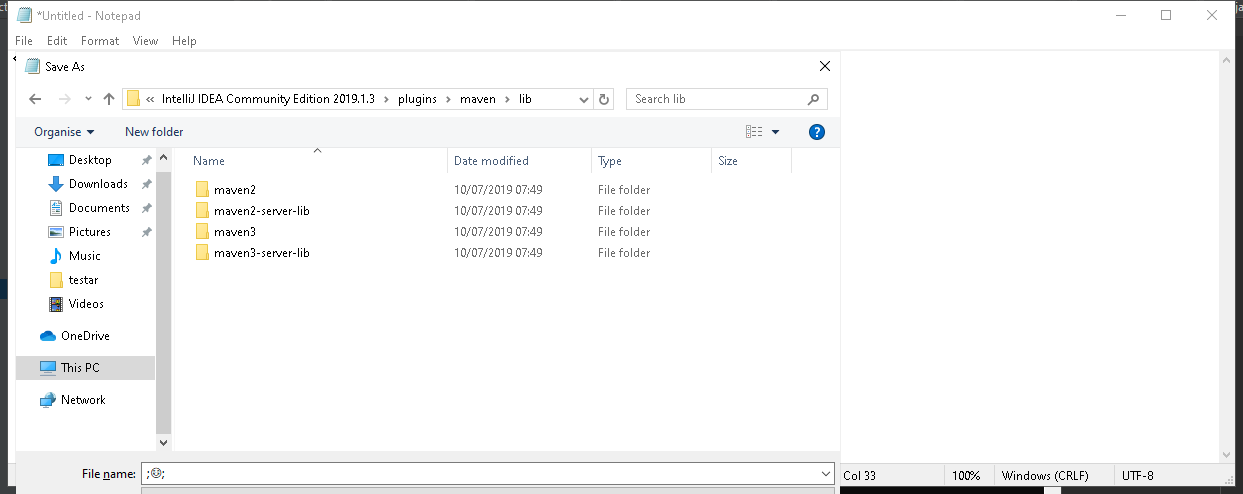 *Untitled - Notepad
File Edit Format View Help
Save As
« IntelliJ IDEA Community Edition 2019.1.3 › plugins › maven › lib
Search lib
Organise New folder
Name Date modified Type Size
Desktop
Downloads
Documents
Pictures
Music
testar
Videos
OneDrive
This PC
Network
maven2 10/07/2019 07:49 File folder
maven2-server-lib 10/07/2019 07:49 File folder
maven3 10/07/2019 07:49 File folder
maven3-server-lib 10/07/2019 07:49 File folder
File name: ;☺;
Col 33 100% Windows (CRLF) UTF-8